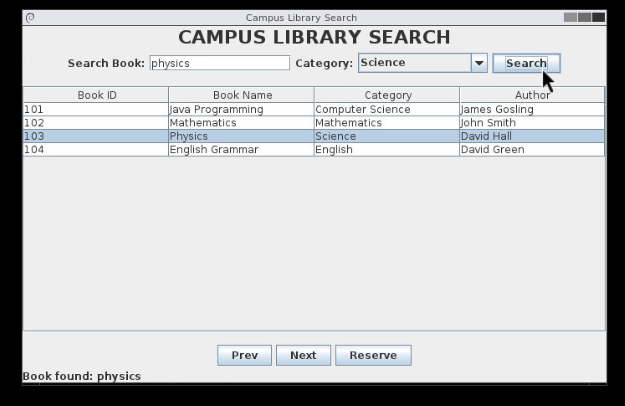 Campus Library Search
CAMPUS LIBRARY SEARCH
Search Book: physics Category: Science Search
Book ID Book Name Category Author
101 Java Programming Computer Science James Gosling
102 Mathematics Mathematics John Smith
103 Physics Science David Hall
104 English Grammar English David Green
Prev Next Reserve
Book found: physics